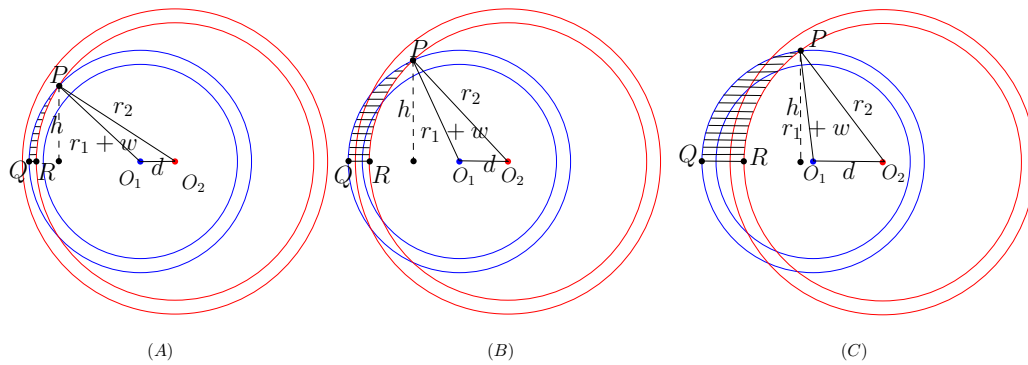 P
h
r₂
r₁ + w
Q
R
O₁
d
O₂
(A)
P
h
r₂
r₁ + w
Q
R
O₁
d
O₂
(B)
P
h
r₂
r₁ + w
Q
R
O₁
d
O₂
(C)